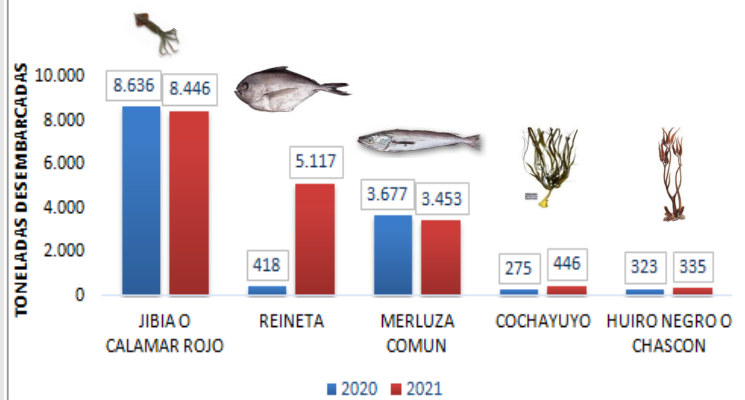 TONELADAS DESEMBARCADAS
10.000
8.000
6.000
4.000
2.000
0
8.636
8.446
418
5.117
3.677
3.453
275
446
323
335
JIBIA O
CALAMAR ROJO
REINETA
MERLUZA
COMUN
COCHAYUYO
HUIRO NEGRO O
CHASCON
2020
2021